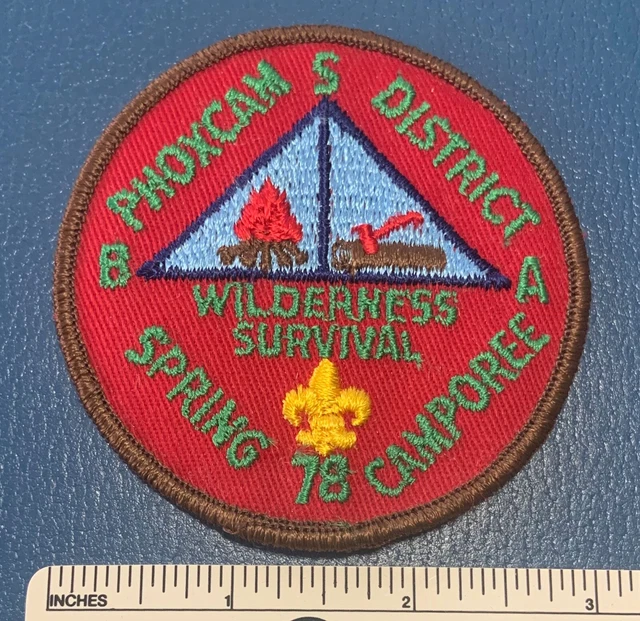 PHOXCAM S DISTRICT
B A
WILDERNESS
SURVIVAL
SPRING 78 CAMPOREE
INCHES 1 2 3